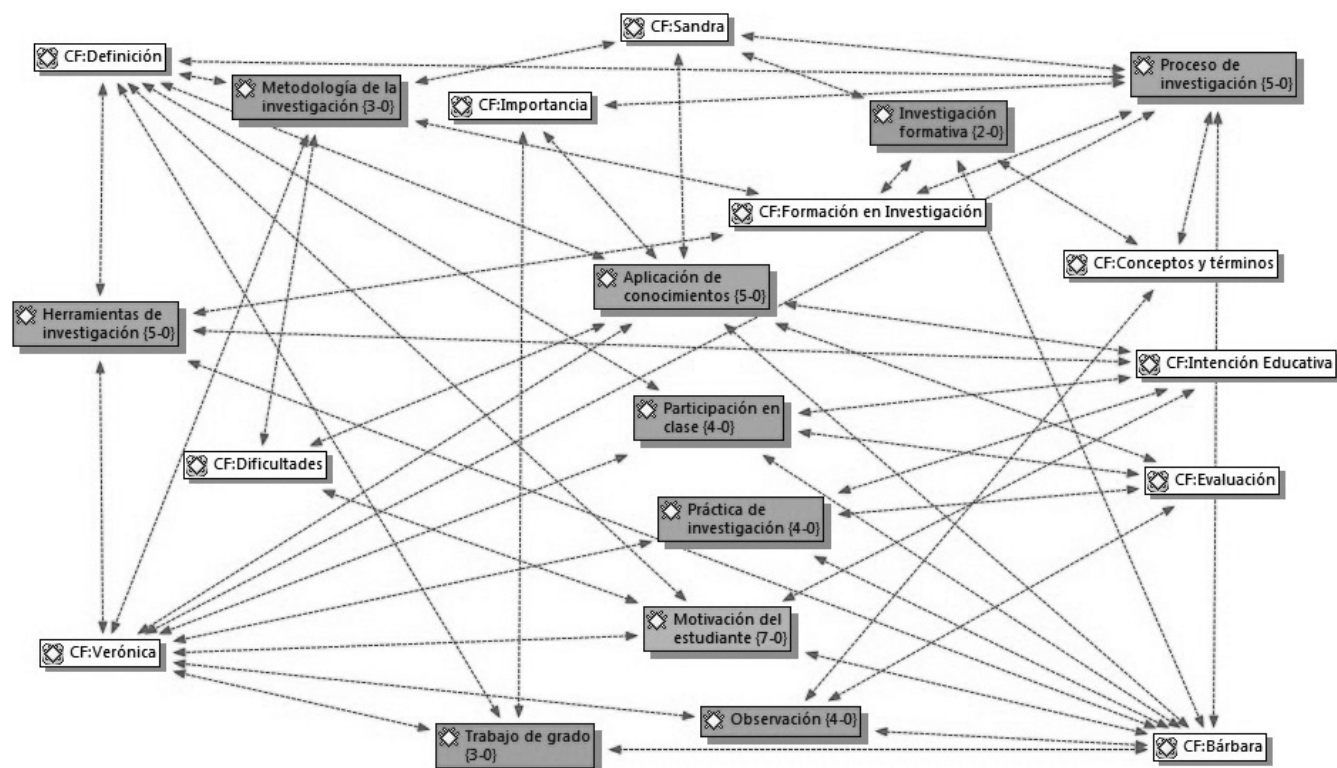 CF:Sandra
CF:Definición
Proceso de
investigación {5-0}
Metodología de la
investigación {3-0}
CF:Importancia
Investigación
formativa {2-0}
CF:Formación en Investigación
CF:Conceptos y términos
Aplicación de
conocimientos {5-0}
Herramientas de
investigación {5-0}
CF:Intención Educativa
Participación en
clase {4-0}
CF:Dificultades
CF:Evaluación
Práctica de
investigación {4-0}
Motivación del
estudiante {7-0}
CF:Verónica
Observación {4-0}
Trabajo de grado
{3-0}
CF:Bárbara